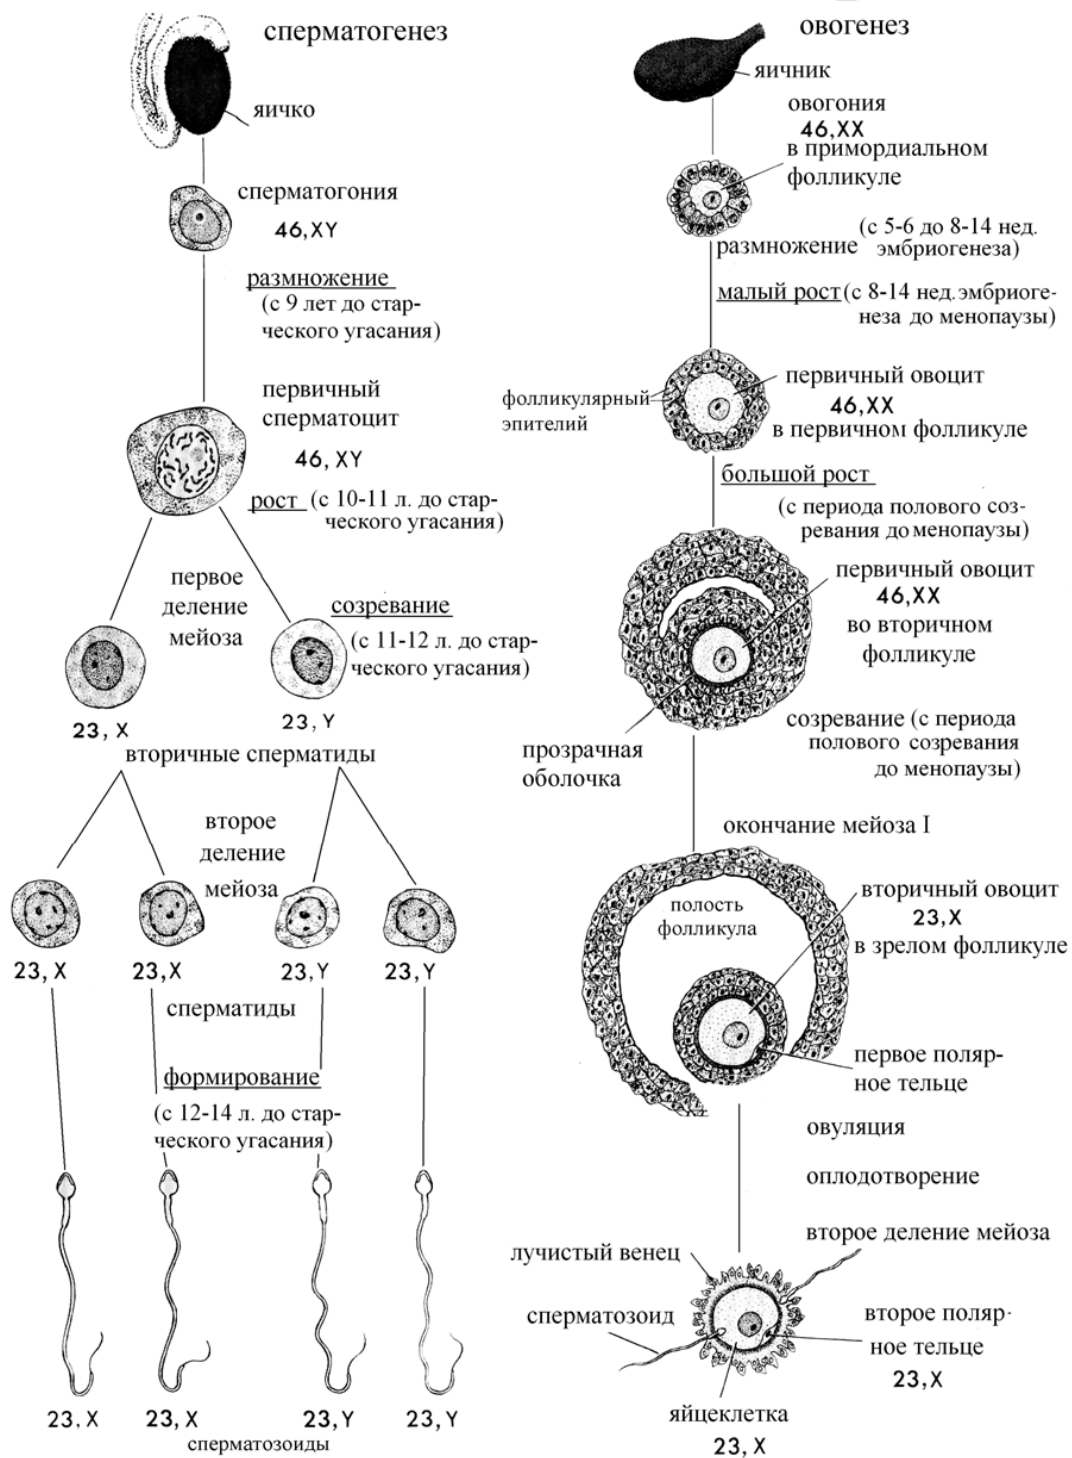 сперматогенез
яичко
сперматогония
46,XY
размножение
(с 9 лет до стар-
ческого угасания)
первичный
сперматоцит
46, XY
рост (с 10-11 л. до стар-
ческого угасания)
первое
деление
мейоза
созревание
(с 11-12 л. до стар-
ческого угасания)
23, X
23, Y
вторичные сперматиды
второе
деление
мейоза
23, X
23, X
23, Y
23, Y
сперматиды
формирование
(с 12-14 л. до стар-
ческого угасания)
23, X
23, X
23, Y
23, Y
сперматозоиды
овогенез
яичник
овогония
46,XX
в примордиальном
фолликуле
размножение (с 5-6 до 8-14 нед.
эмбриогенеза)
малый рост (с 8-14 нед. эмбриоге-
неза до менопаузы)
фолликулярный
эпителий
первичный овоцит
46,XX
в первичном фолликуле
большой рост
(с периода полового соз-
ревания до менопаузы)
первичный овоцит
46,XX
во вторичном
фолликуле
прозрачная
оболочка
созревание (с периода
полового созревания
до менопаузы)
окончание мейоза I
полость
фолликула
вторичный овоцит
23,X
в зрелом фолликуле
первое поляр-
ное тельце
овуляция
оплодотворение
второе деление мейоза
лучистый венец
сперматозоид
второе поляр-
ное тельце
23,X
яйцеклетка
23, X